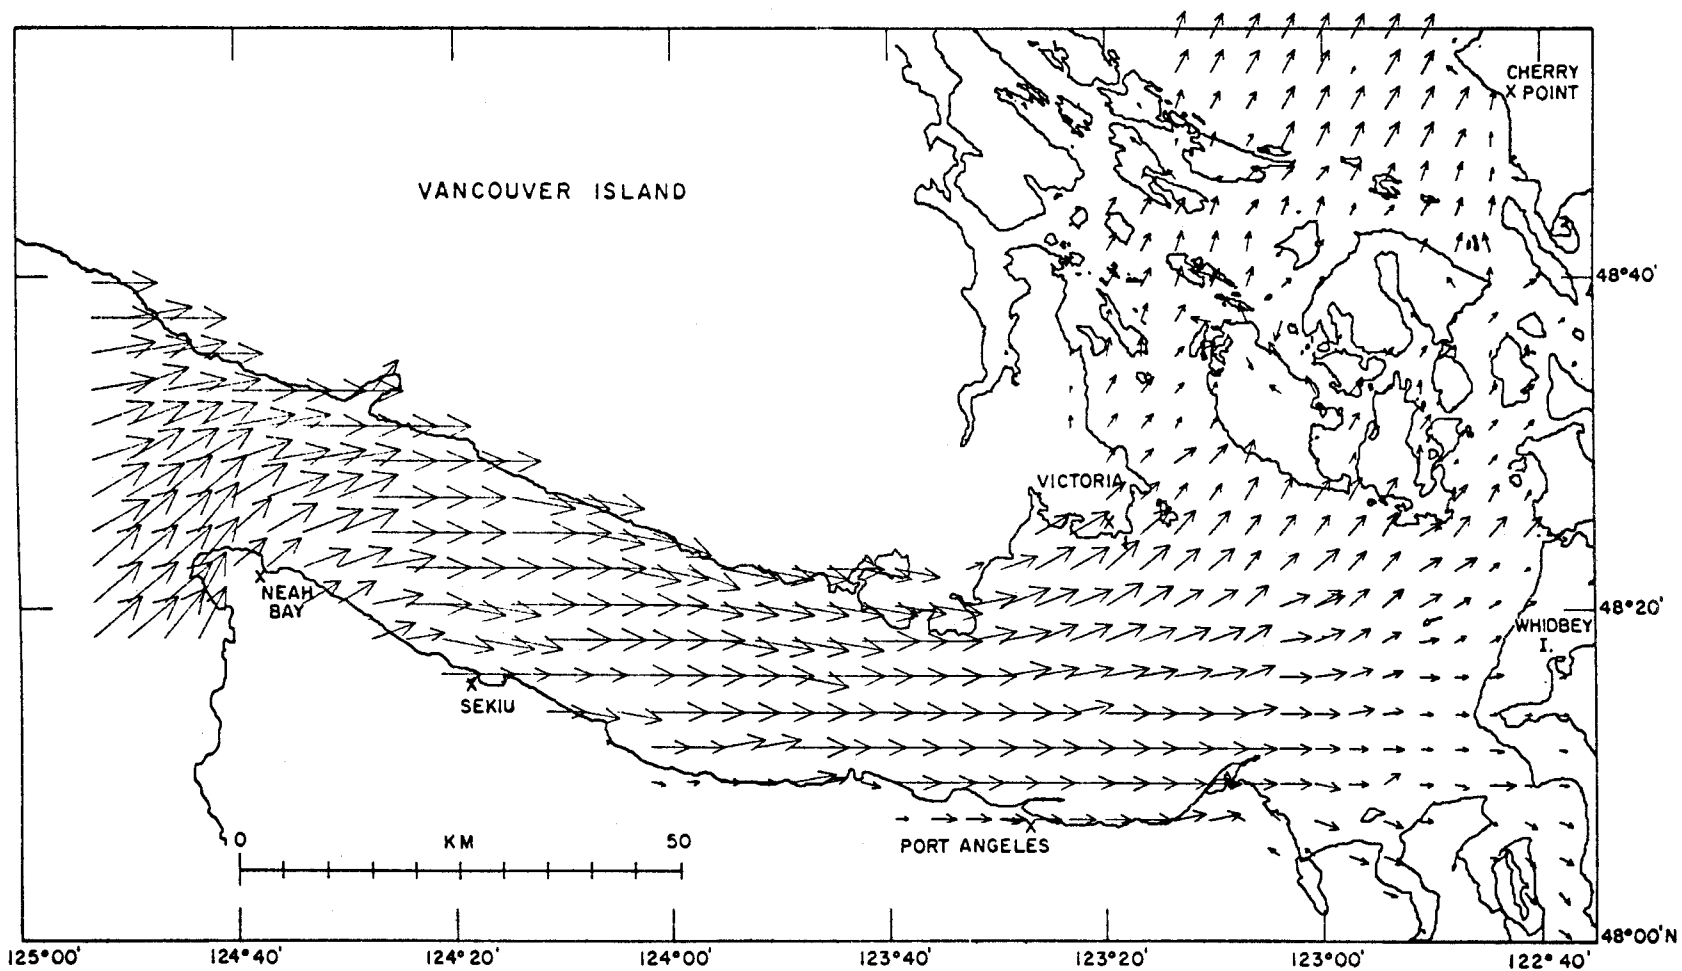 CHERRY
X POINT
VANCOUVER ISLAND
48°40'
VICTORIA
X
X
NEAH
BAY
48°20'
WHIDBEY
I.
X
SEKIU
X
PORT ANGELES
0 KM 50
48°00'N
125°00' 124°40' 124°20' 124°00' 123°40' 123°20' 123°00' 122°40'